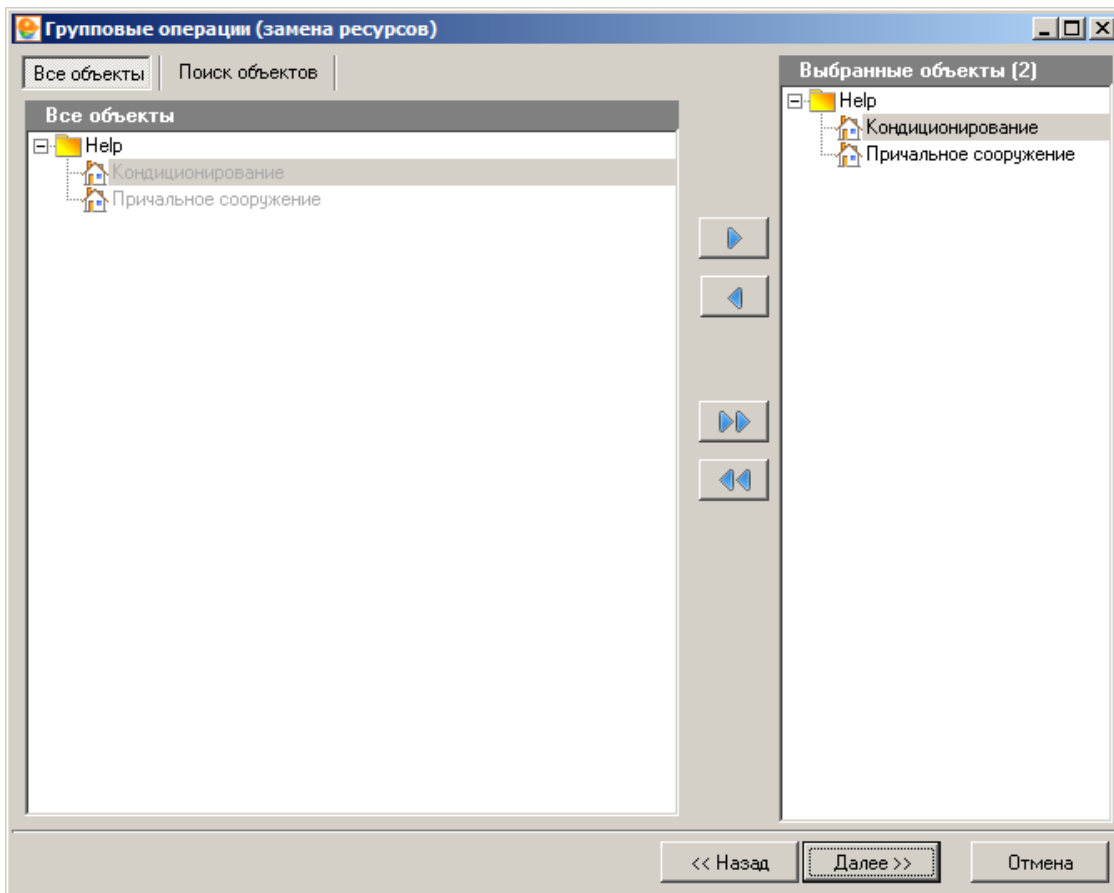 Групповые операции (замена ресурсов)
Все объекты
Поиск объектов
Все объекты
Help
Кондиционирование
Причальное сооружение
Выбранные объекты (2)
Help
Кондиционирование
Причальное сооружение
<< Назад
Далее >>
Отмена